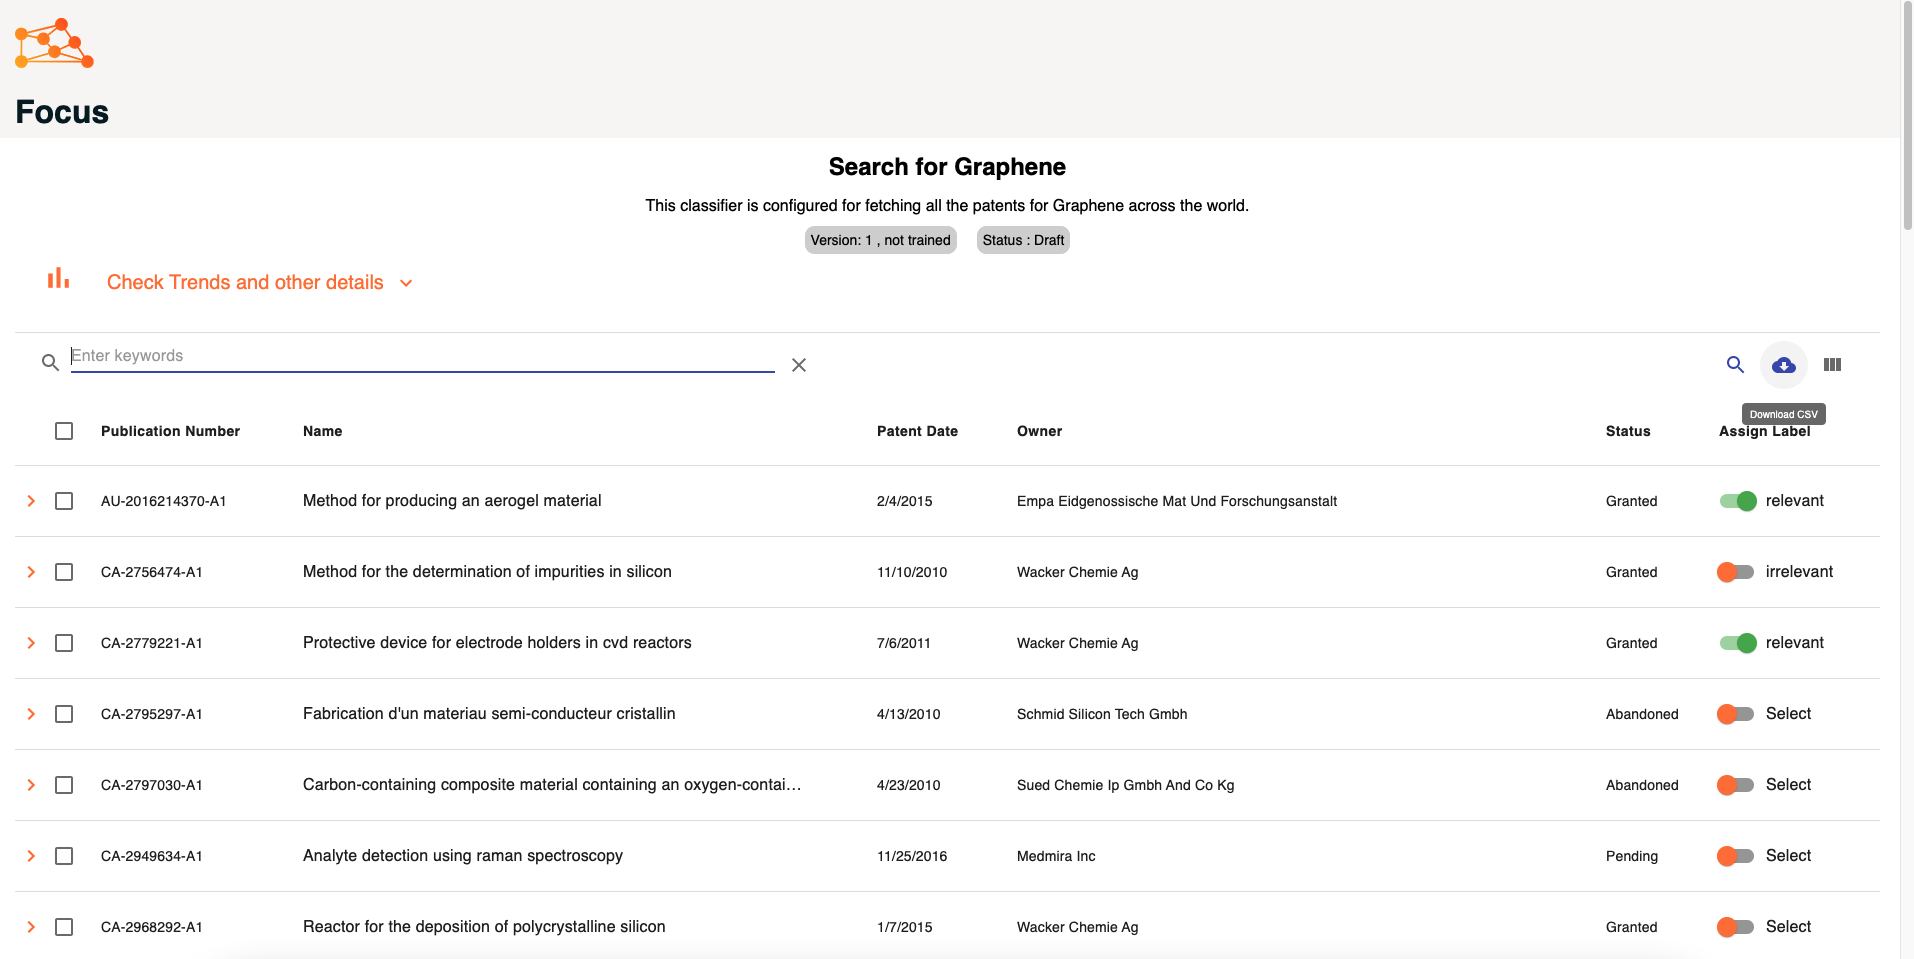 Focus
Search for Graphene
This classifier is configured for fetching all the patents for Graphene across the world.
Version: 1 , not trained Status : Draft
Check Trends and other details
Enter keywords
Download CSV
Publication Number Name Patent Date Owner Status Assign Label
AU-2016214370-A1 Method for producing an aerogel material 2/4/2015 Empa Eidgenossische Mat Und Forschungsanstalt Granted relevant
CA-2756474-A1 Method for the determination of impurities in silicon 11/10/2010 Wacker Chemie Ag Granted irrelevant
CA-2779221-A1 Protective device for electrode holders in cvd reactors 7/6/2011 Wacker Chemie Ag Granted relevant
CA-2795297-A1 Fabrication d'un materiau semi-conducteur cristallin 4/13/2010 Schmid Silicon Tech Gmbh Abandoned Select
CA-2797030-A1 Carbon-containing composite material containing an oxygen-contai… 4/23/2010 Sued Chemie Ip Gmbh And Co Kg Abandoned Select
CA-2949634-A1 Analyte detection using raman spectroscopy 11/25/2016 Medmira Inc Pending Select
CA-2968292-A1 Reactor for the deposition of polycrystalline silicon 1/7/2015 Wacker Chemie Ag Granted Select